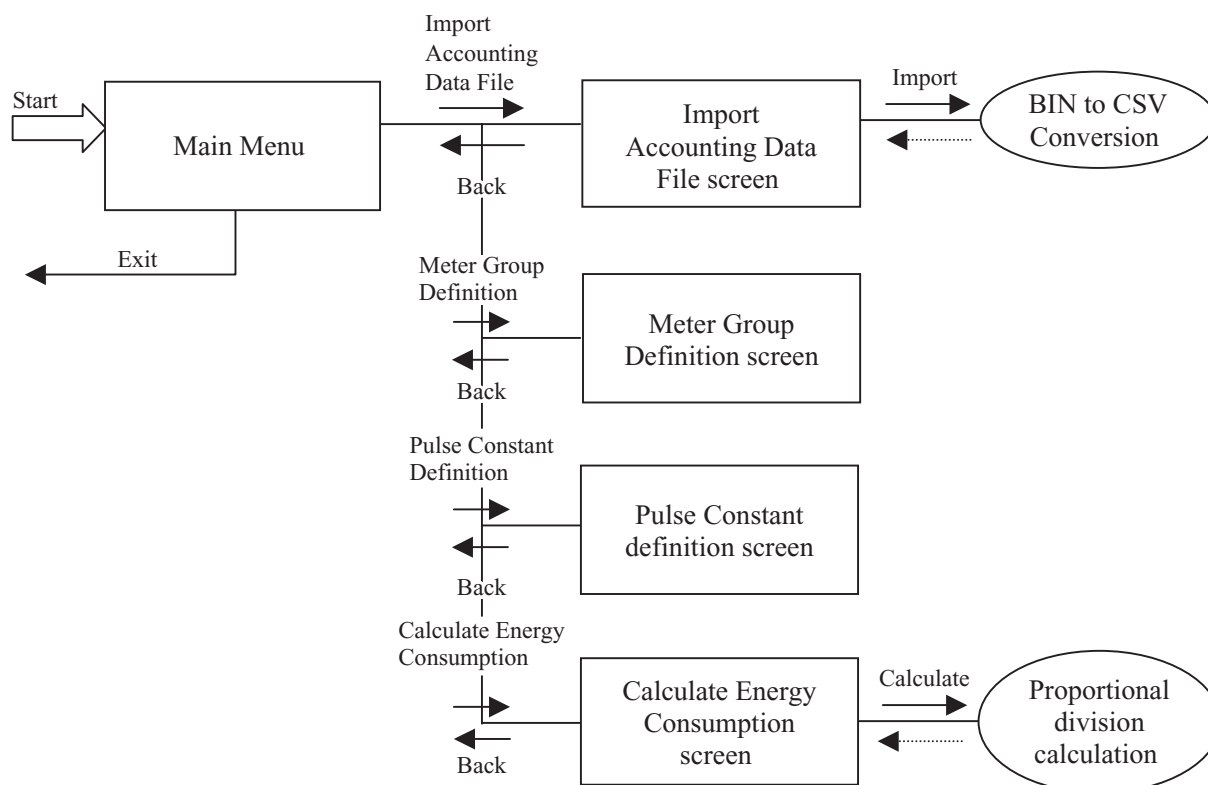 Import
Accounting
Data File
Start
Main Menu
Back
Exit
Import
Accounting Data
File screen
Import
BIN to CSV
Conversion
Meter Group
Definition
Back
Meter Group
Definition screen
Pulse Constant
Definition
Back
Pulse Constant
definition screen
Calculate Energy
Consumption
Back
Calculate Energy
Consumption
screen
Calculate
Proportional
division
calculation